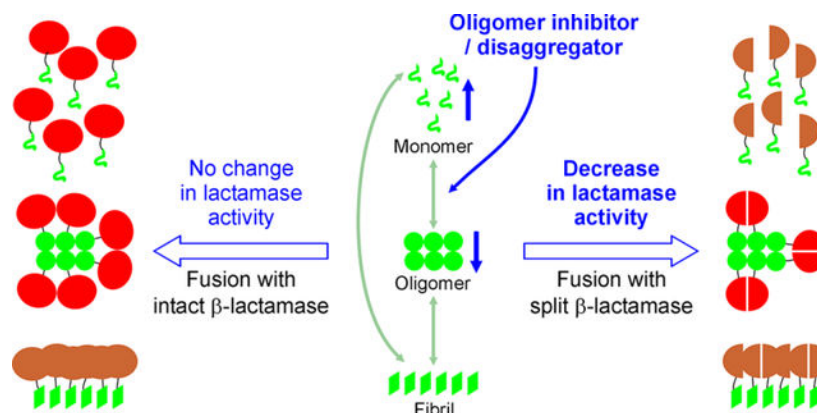 Oligomer inhibitor
/ disaggregator
Monomer
No change
in lactamase
activity
Fusion with
intact β-lactamase
Decrease
in lactamase
activity
Fusion with
split β-lactamase
Oligomer
Fibril